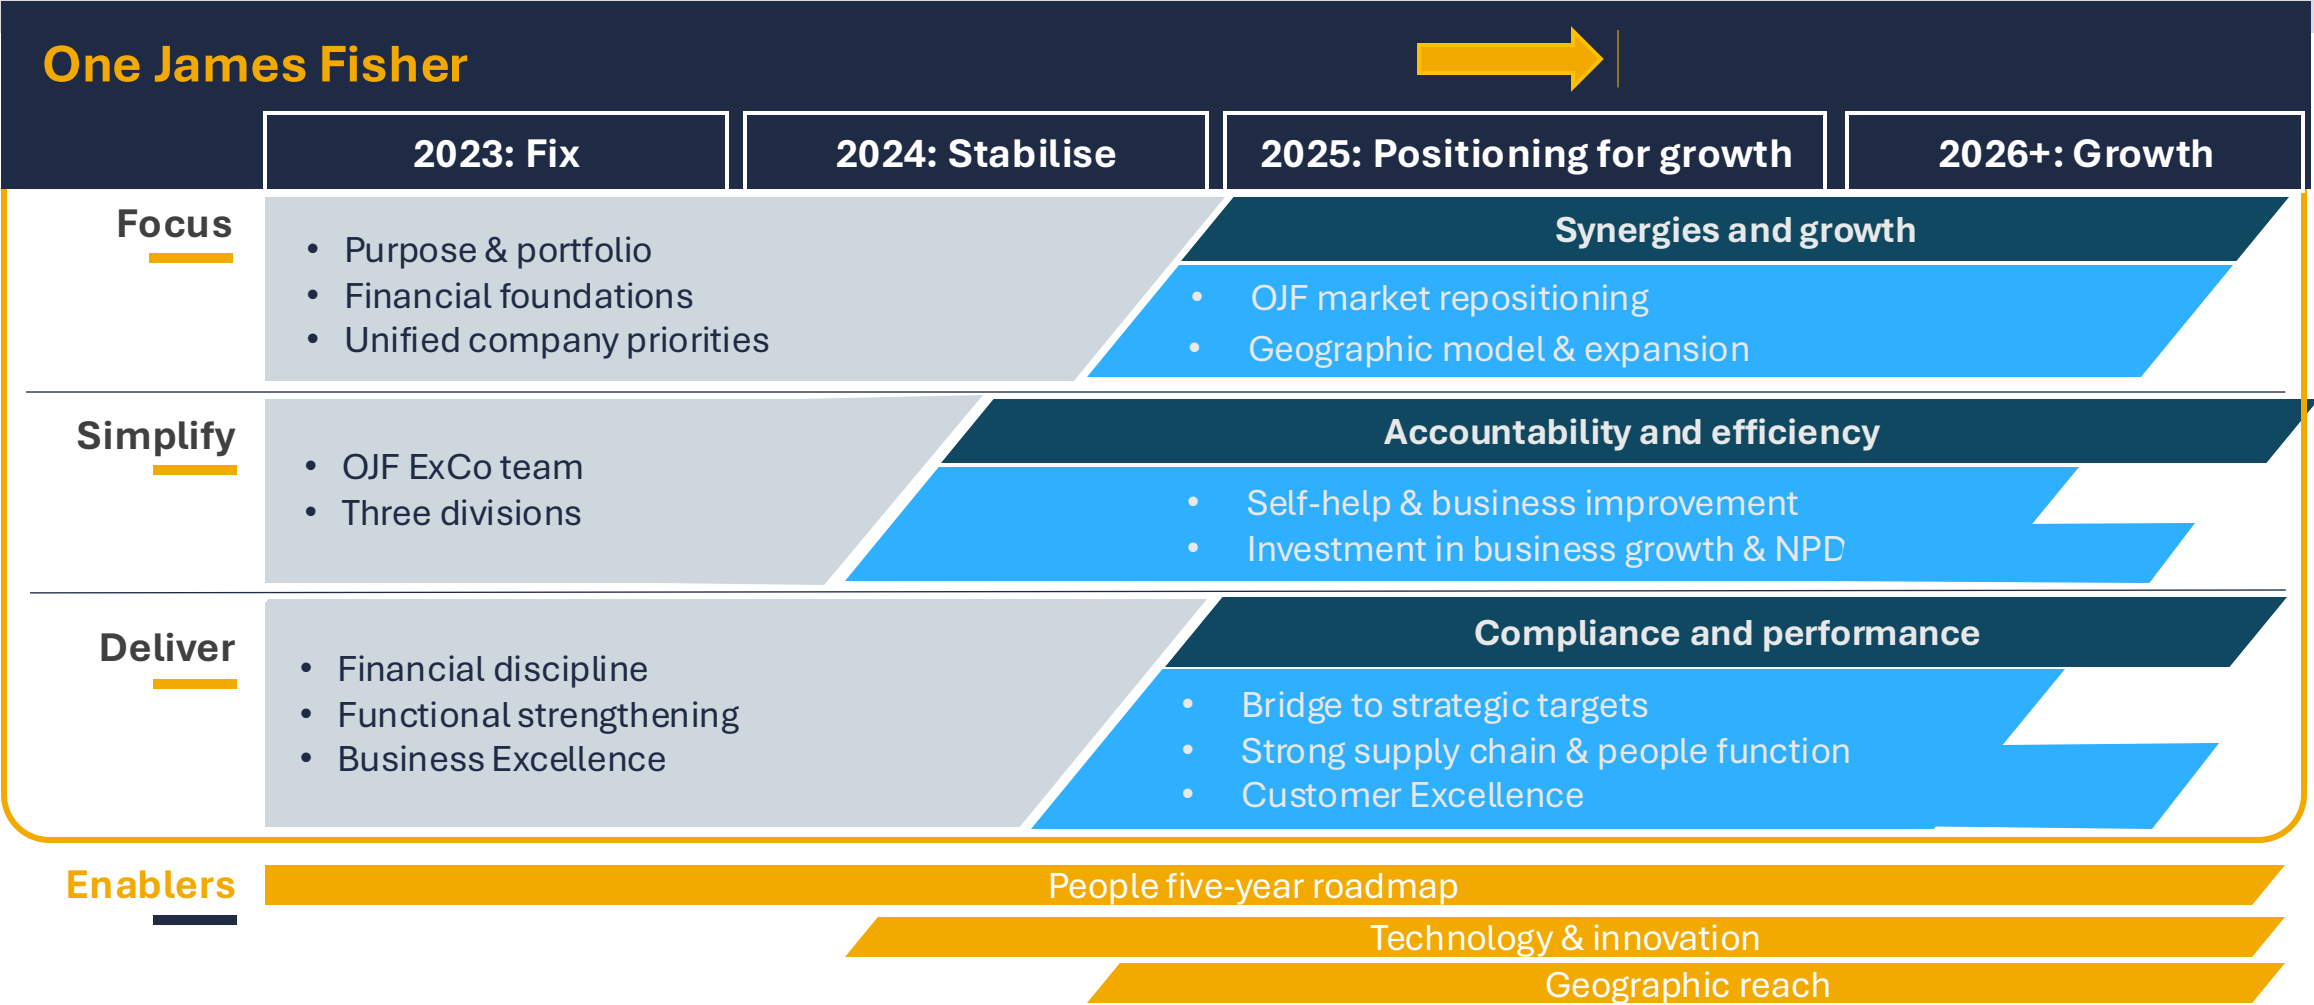 One James Fisher
2023: Fix
2024: Stabilise
2025: Positioning for growth
2026+: Growth
Focus
• Purpose & portfolio
• Financial foundations
• Unified company priorities
Synergies and growth
• OJF market repositioning
• Geographic model & expansion
Simplify
• OJF ExCo team
• Three divisions
Accountability and efficiency
• Self-help & business improvement
• Investment in business growth & NPD
Deliver
• Financial discipline
• Functional strengthening
• Business Excellence
Compliance and performance
• Bridge to strategic targets
• Strong supply chain & people function
• Customer Excellence
Enablers
People five-year roadmap
Technology & innovation
Geographic reach